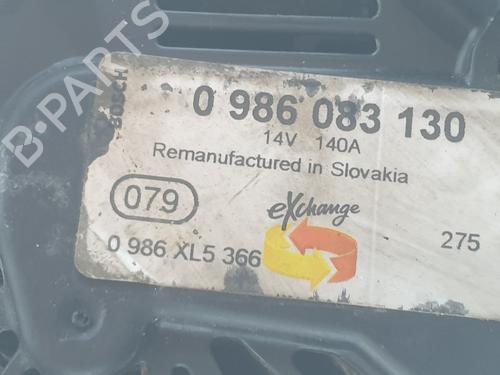 B-PARTS
BOSCH
0 986 083 130
14V 140A
Remanufactured in Slovakia
079
eXchange
0 986 XL5 366
275